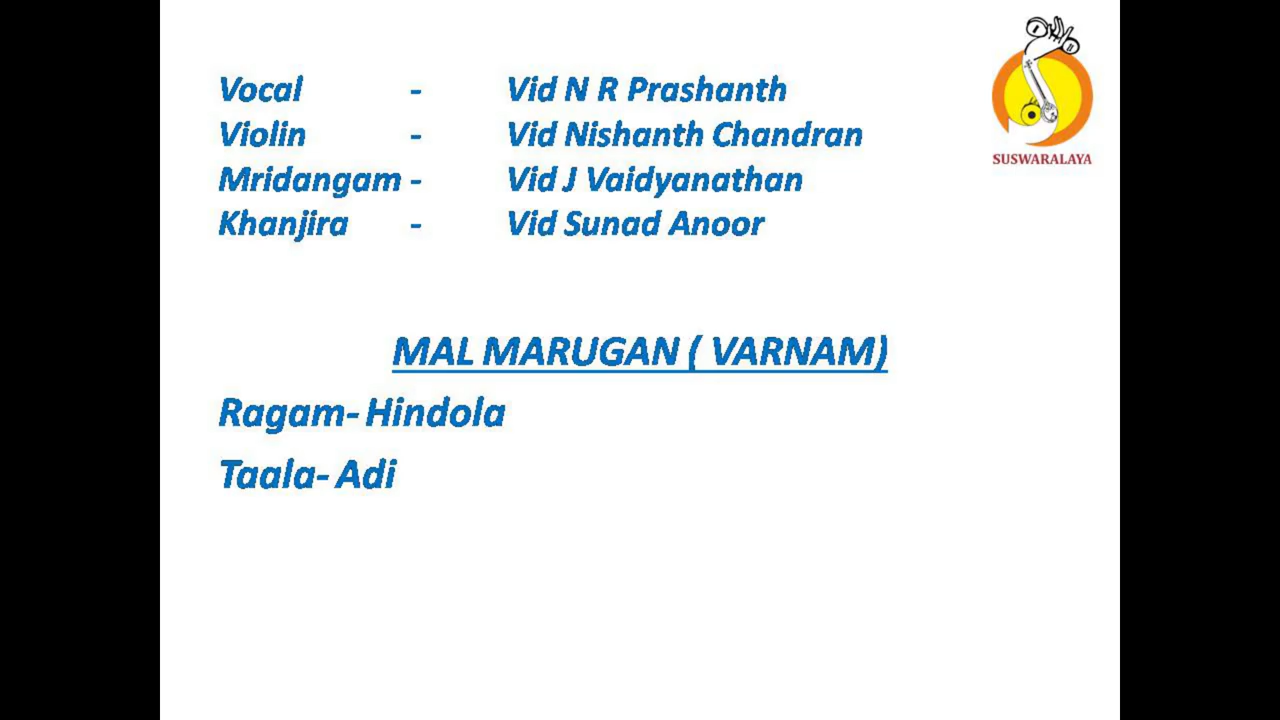 Vocal - Vid N R Prashanth
Violin - Vid Nishanth Chandran
Mridangam - Vid J Vaidyanathan
Khanjira - Vid Sunad Anoor
SUSWARALAYA
MAL MARUGAN ( VARNAM)
Ragam- Hindola
Taala- Adi